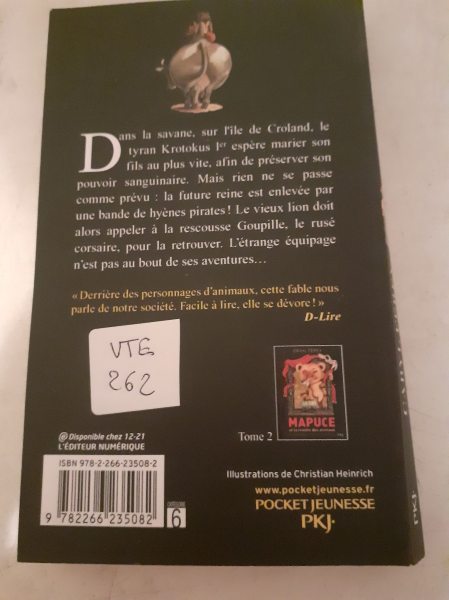 Dans la savane, sur l'île de Croland, le
tyran Krotokus Ier espère marier son
fils au plus vite, afin de préserver son
pouvoir sanguinaire. Mais rien ne se passe
comme prévu : la future reine est enlevée par
une bande de hyènes pirates ! Le vieux lion doit
alors appeler à la rescousse Goupille, le rusé
corsaire, pour la retrouver. L'étrange équipage
n'est pas au bout de ses aventures…
« Derrière des personnages d'animaux, cette fable nous
parle de notre société. Facile à lire, elle se dévore ! »
D-Lire
VTE
262
MAPUCE
Tome 2
@ Disponible chez 12-21
L'ÉDITEUR NUMÉRIQUE
ISBN 978-2-266-23508-2
9 782266 235082
6
Illustrations de Christian Heinrich
www.pocketjeunesse.fr
POCKET JEUNESSE
PKJ·
PKJ·